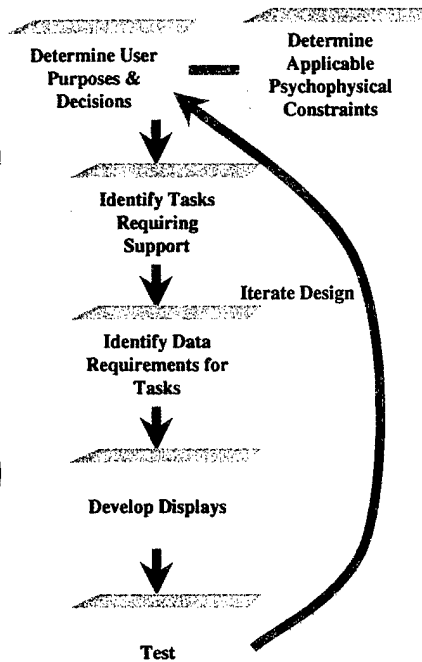 Determine User
Purposes &
Decisions
Determine
Applicable
Psychophysical
Constraints
Identify Tasks
Requiring
Support
Iterate Design
Identify Data
Requirements for
Tasks
Develop Displays
Test